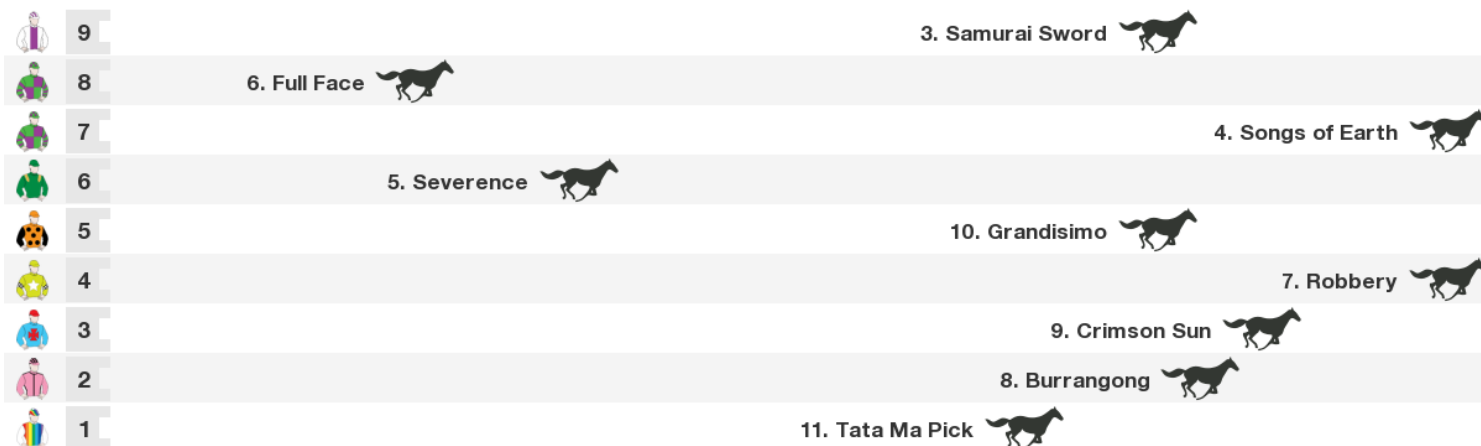 9 3. Samurai Sword
8 6. Full Face
7 4. Songs of Earth
6 5. Severence
5 10. Grandisimo
4 7. Robbery
3 9. Crimson Sun
2 8. Burrangong
1 11. Tata Ma Pick